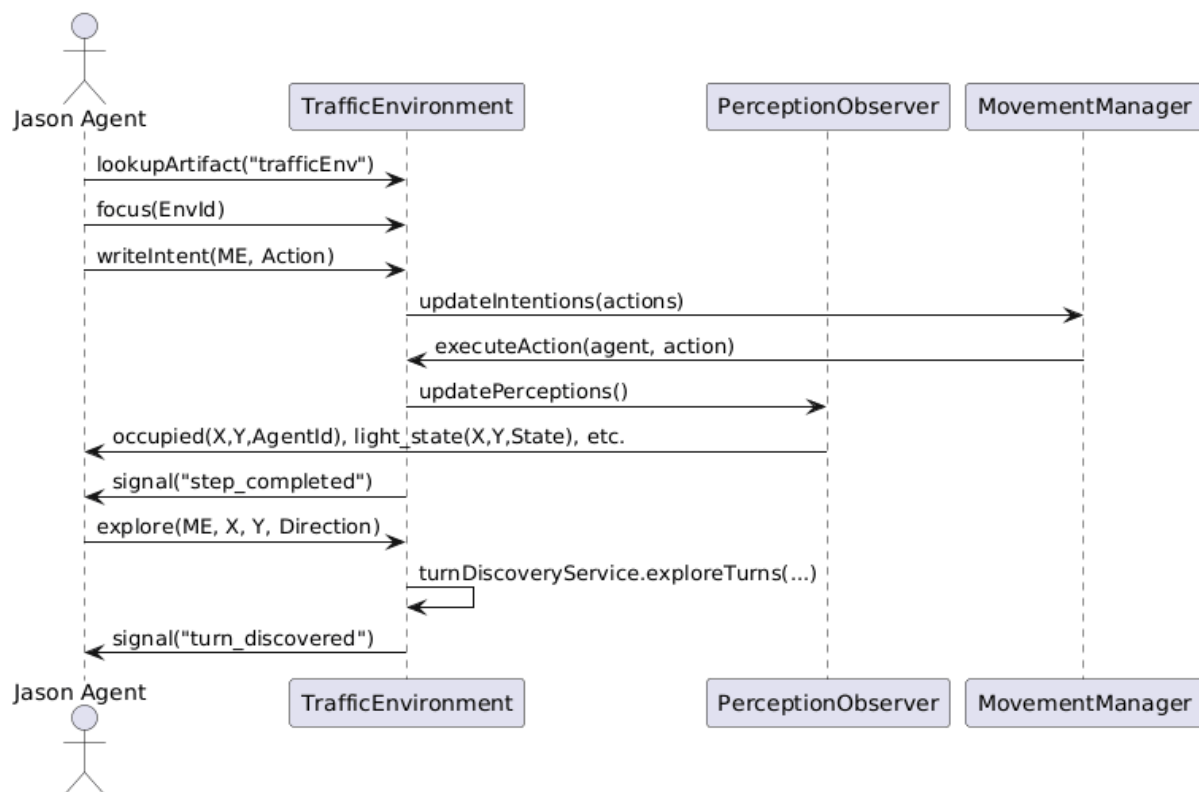 Jason Agent
TrafficEnvironment
PerceptionObserver
MovementManager
lookupArtifact("trafficEnv")
focus(EnvId)
writeIntent(ME, Action)
updateIntentions(actions)
executeAction(agent, action)
updatePerceptions()
occupied(X,Y,AgentId), light_state(X,Y,State), etc.
signal("step_completed")
explore(ME, X, Y, Direction)
turnDiscoveryService.exploreTurns(...)
signal("turn_discovered")
Jason Agent
TrafficEnvironment
PerceptionObserver
MovementManager